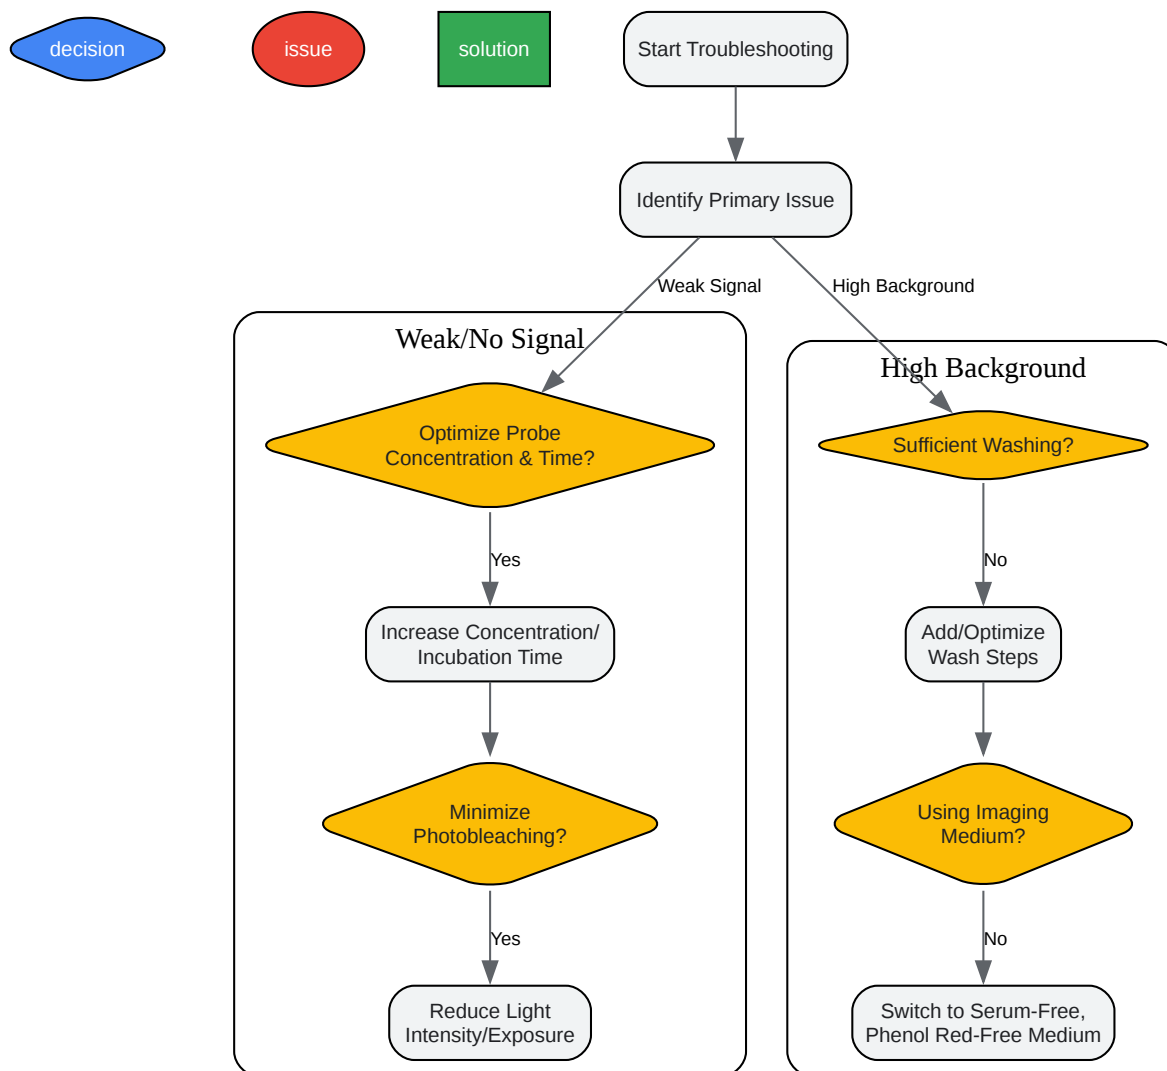 decision
issue
solution
Start Troubleshooting
Identify Primary Issue
Weak Signal
High Background
Weak/No Signal
Optimize Probe
Concentration & Time?
Yes
Increase Concentration/
Incubation Time
Minimize
Photobleaching?
Yes
Reduce Light
Intensity/Exposure
High Background
Sufficient Washing?
No
Add/Optimize
Wash Steps
Using Imaging
Medium?
No
Switch to Serum-Free,
Phenol Red-Free Medium